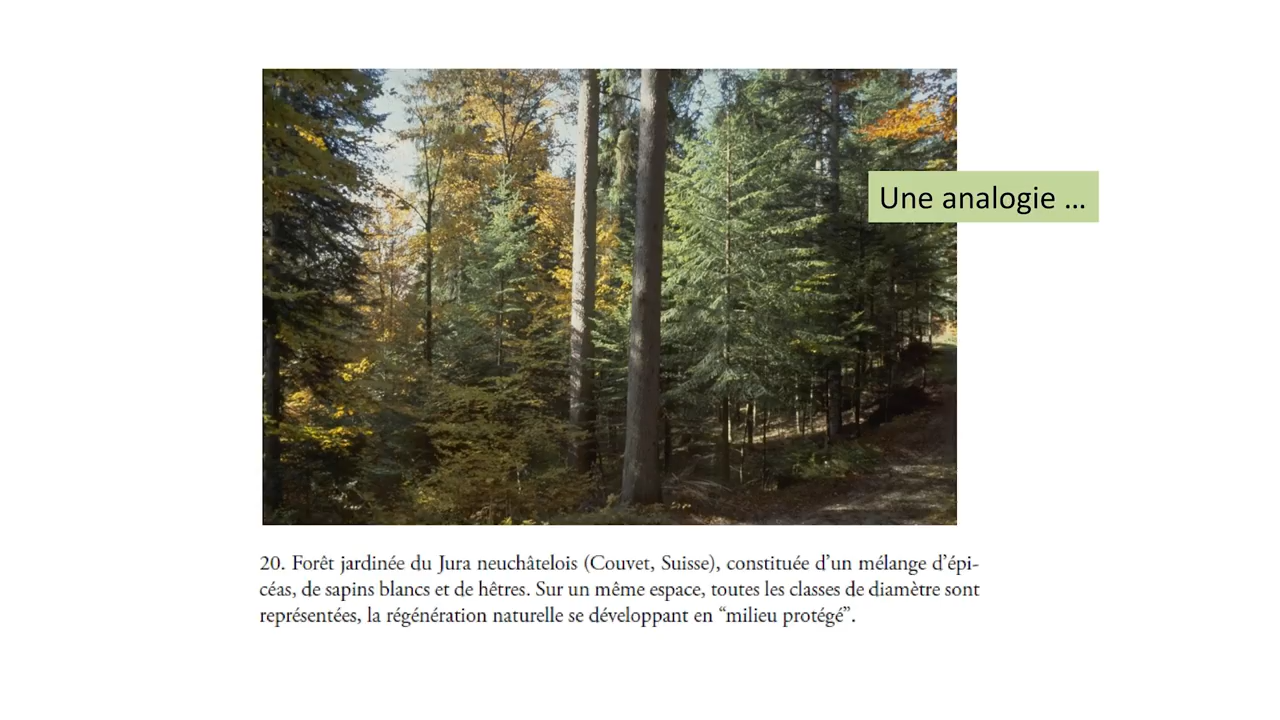 Une analogie ...
20. Forêt jardinée du Jura neuchâtelois (Couvet, Suisse), constituée d’un mélange d’épi-
céas, de sapins blancs et de hêtres. Sur un même espace, toutes les classes de diamètre sont
représentées, la régénération naturelle se développant en “milieu protégé”.